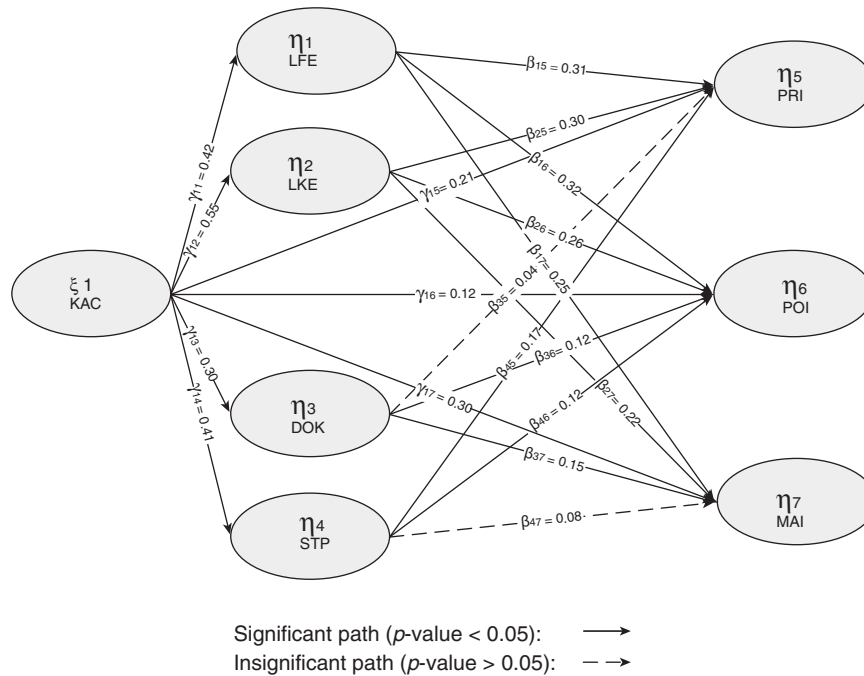 η1
LFE
η2
LKE
ξ 1
KAC
η3
DOK
η4
STP
η5
PRI
η6
POI
η7
MAI
γ11 = 0.42
γ12 = 0.55
γ13 = 0.30
γ14 = 0.41
β15 = 0.31
β25 = 0.30
γ15 = 0.21
β16 = 0.32
β26 = 0.26
β17 = 0.25
β35 = 0.04
γ16 = 0.12
β45 = 0.17
β36 = 0.12
γ17 = 0.30
β46 = 0.12
β27 = 0.22
β37 = 0.15
β47 = 0.08
Significant path (p-value < 0.05):
Insignificant path (p-value > 0.05):